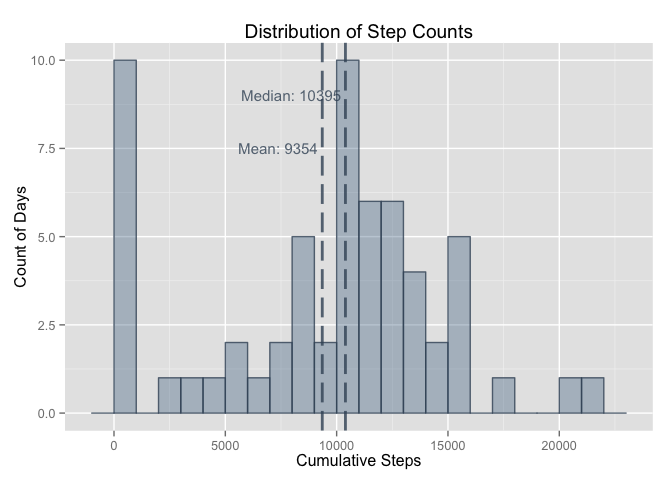 Distribution of Step Counts
10.0
7.5
5.0
2.5
0.0
Count of Days
Median: 10395
Mean: 9354
0 5000 10000 15000 20000
Cumulative Steps